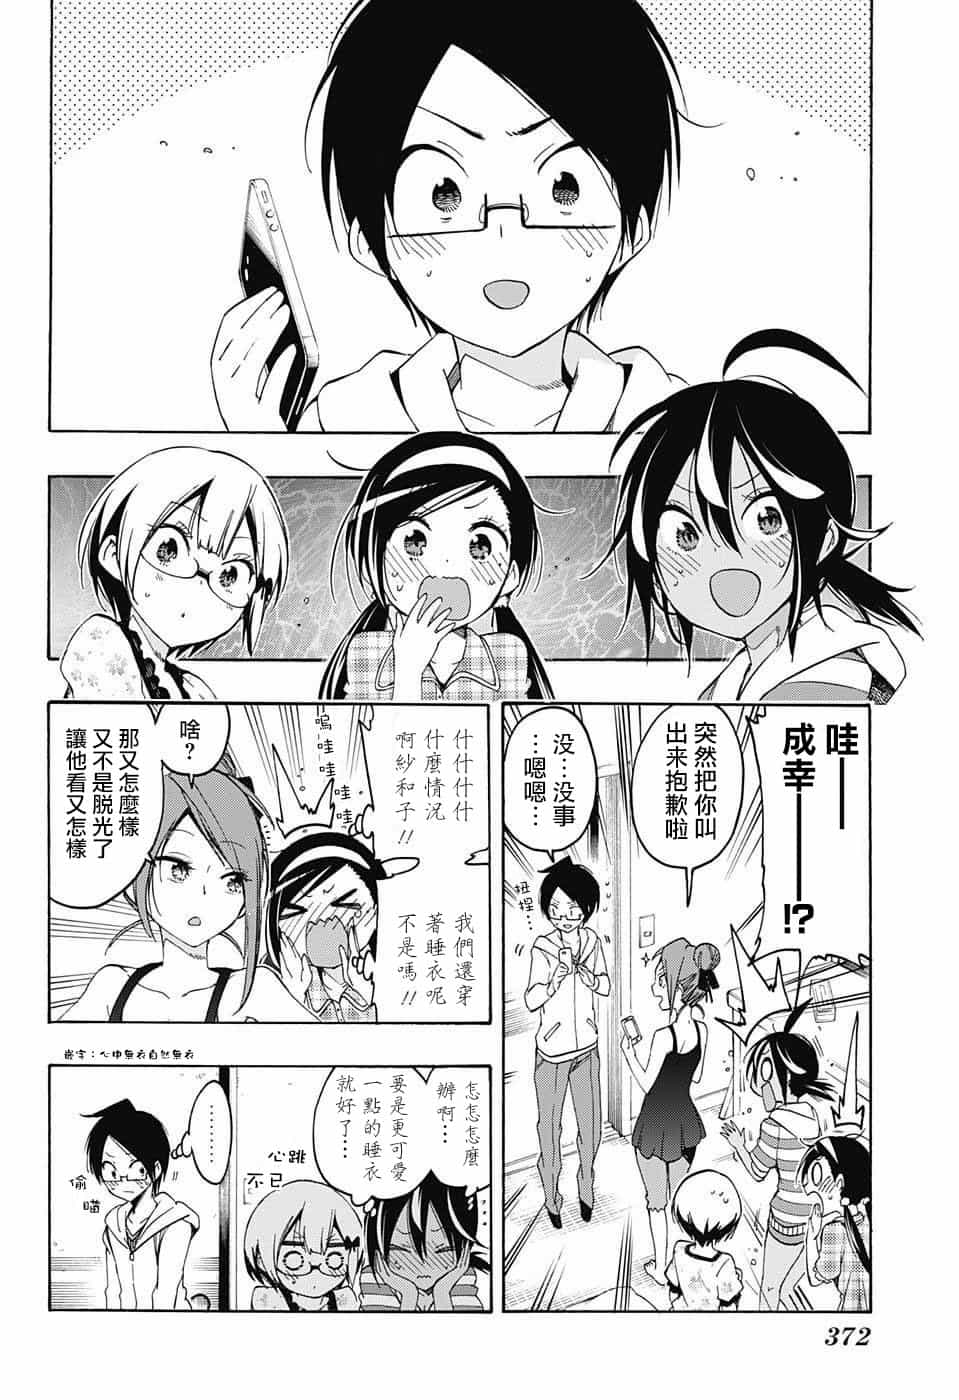 哇──
成幸──!?
突然把你叫
出来抱歉啦
没…没事
…嗯嗯…
扭捏…
嗚哇哇
哇哇
什什什什
什麼情况
啊紗和子!!
我們還穿
著睡衣呢
不是嗎!!
啥?
那又怎麼樣
又不是脱光了
讓他看又怎樣
嵌字：心中無衣自然無衣
怎怎怎麼
辦啊…
要是更可愛
一點的睡衣
就好了…
心跳
不已
……
…
偷
瞄
372